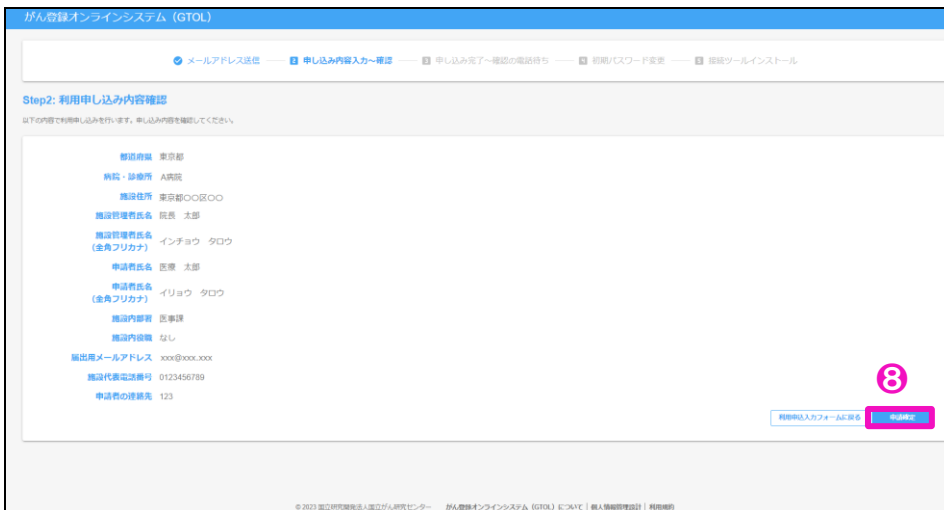 がん登録オンラインシステム（GTOL）
メールアドレス送信 2 申し込み内容入力～確認 3 申し込み完了～確認の電話待ち 4 初期パスワード変更 5 接続ツールインストール
Step2: 利用申し込み内容確認
以下の内容で利用申し込みを行います。申し込み内容を確認してください。
都道府県 東京都
病院・診療所 A病院
施設住所 東京都〇〇区〇〇
施設管理者氏名 院長 太郎
施設管理者氏名
（全角フリカナ） インチョウ タロウ
申請者氏名 医療 太郎
申請者氏名
（全角フリカナ） イリョウ タロウ
施設内部署 医事課
施設内役職 なし
届出用メールアドレス xxx@xxx.xxx
施設代表電話番号 0123456789
申請者の連絡先 123
8
利用申込入力フォームに戻る 申請確定
© 2023 国立研究開発法人国立がん研究センター がん登録オンラインシステム（GTOL）について | 個人情報管理設計 | 利用規約